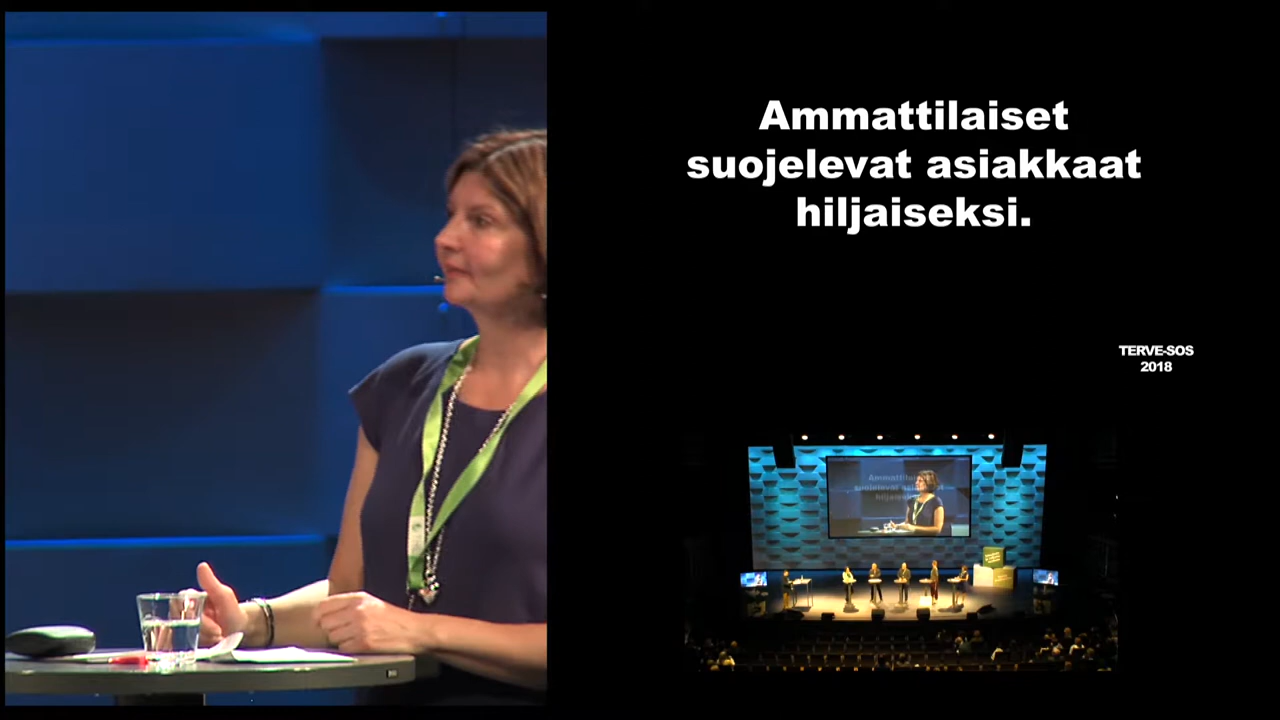 Ammattilaiset
suojelevat asiakkaat
hiljaiseksi.
TERVE-SOS
2018